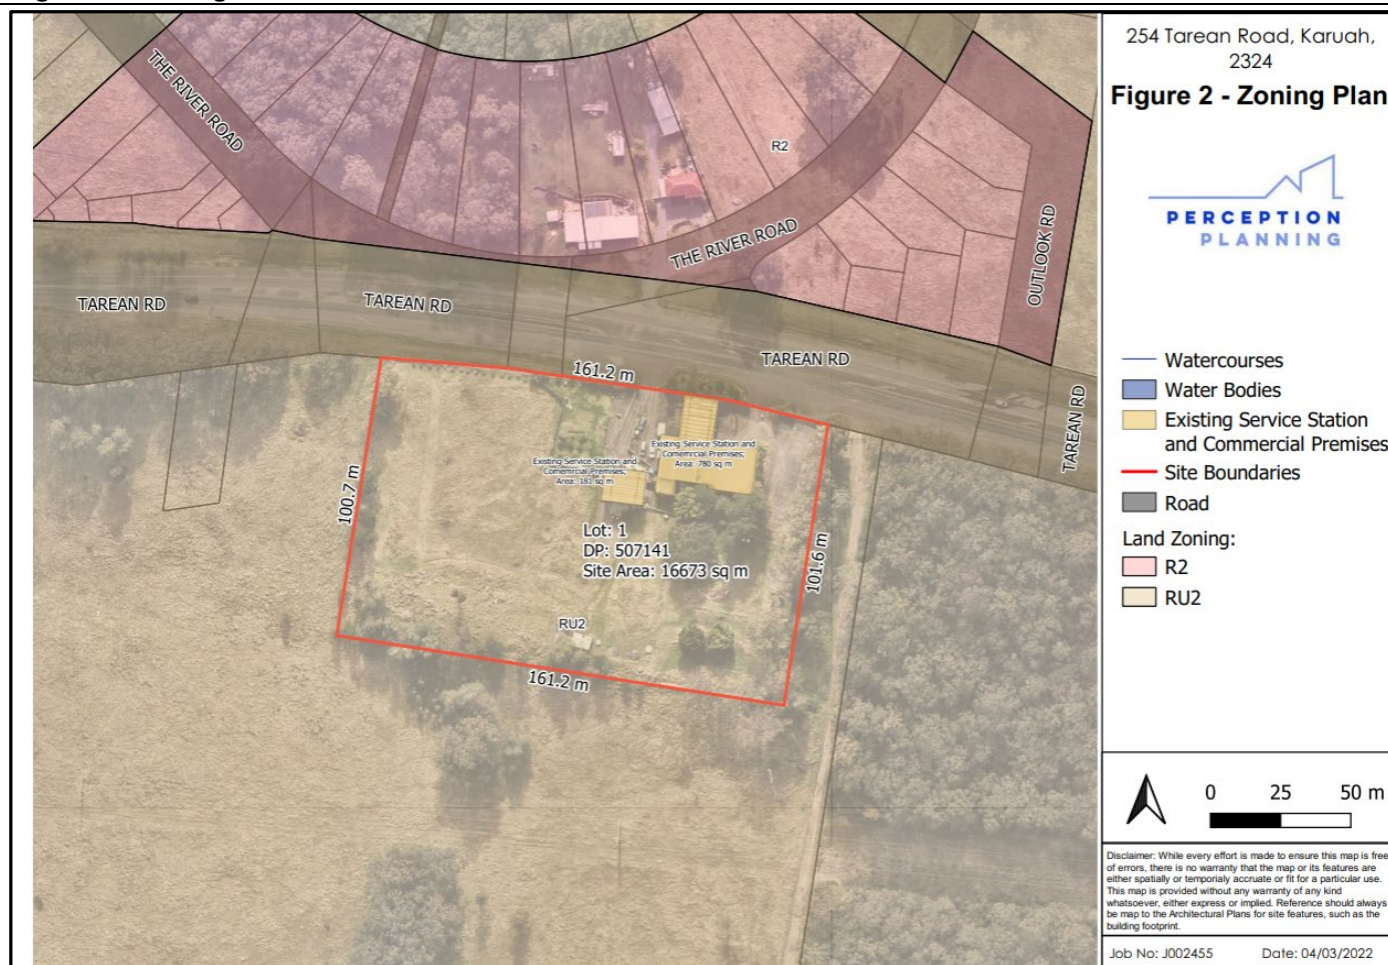 254 Tarean Road, Karuah,
2324
Figure 2 - Zoning Plan
PERCEPTION
PLANNING
Watercourses
Water Bodies
Existing Service Station
and Commercial Premises
Site Boundaries
Road
Land Zoning:
R2
RU2
0 25 50 m
Disclaimer: While every effort is made to ensure this map is free
of errors, there is no warranty that the map or its features are
either spatially or temporialy accruate or fit for a particular use.
This map is provided without any warranty of any kind
whatsoever, either express or implied. Reference should always
be map to the Architectural Plans for site features, such as the
building footprint.
Job No: J002455 Date: 04/03/2022
THE RIVER ROAD
R2
THE RIVER ROAD
OUTLOOK RD
TAREAN RD
TAREAN RD
TAREAN RD
TAREAN RD
161.2 m
100.7 m
101.6 m
161.2 m
Existing Service Station and
Comemrcial Premises;
Area: 780 sq m
Existing Service Station and
Comemrcial Premises;
Area: 181 sq m
Lot: 1
DP: 507141
Site Area: 16673 sq m
RU2